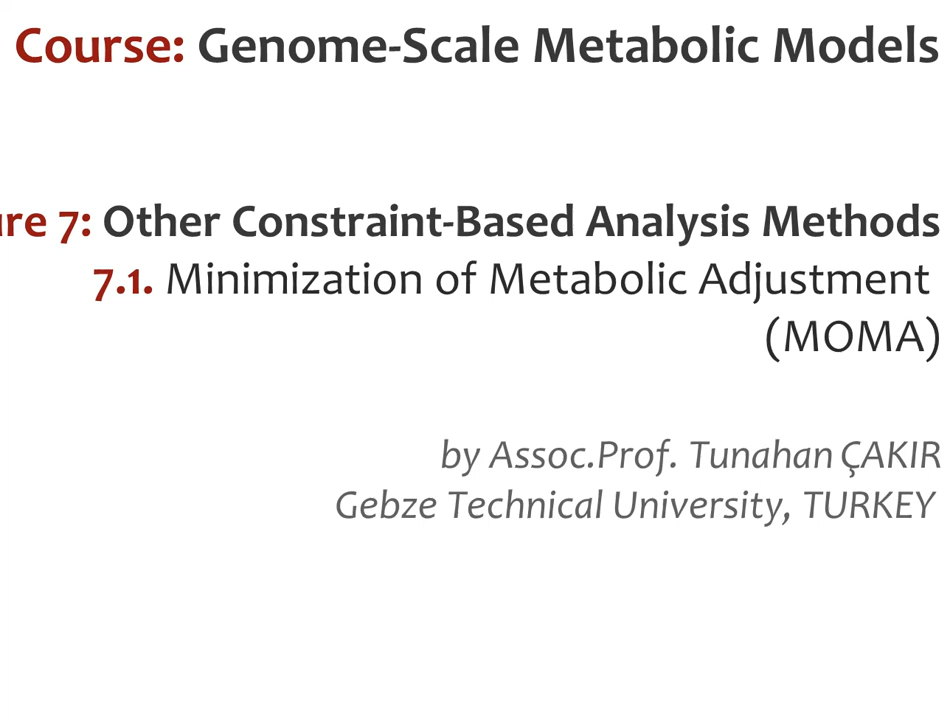 Course: Genome-Scale Metabolic Models
ure 7: Other Constraint-Based Analysis Methods
7.1. Minimization of Metabolic Adjustment
(MOMA)
by Assoc.Prof. Tunahan ÇAKIR
Gebze Technical University, TURKEY